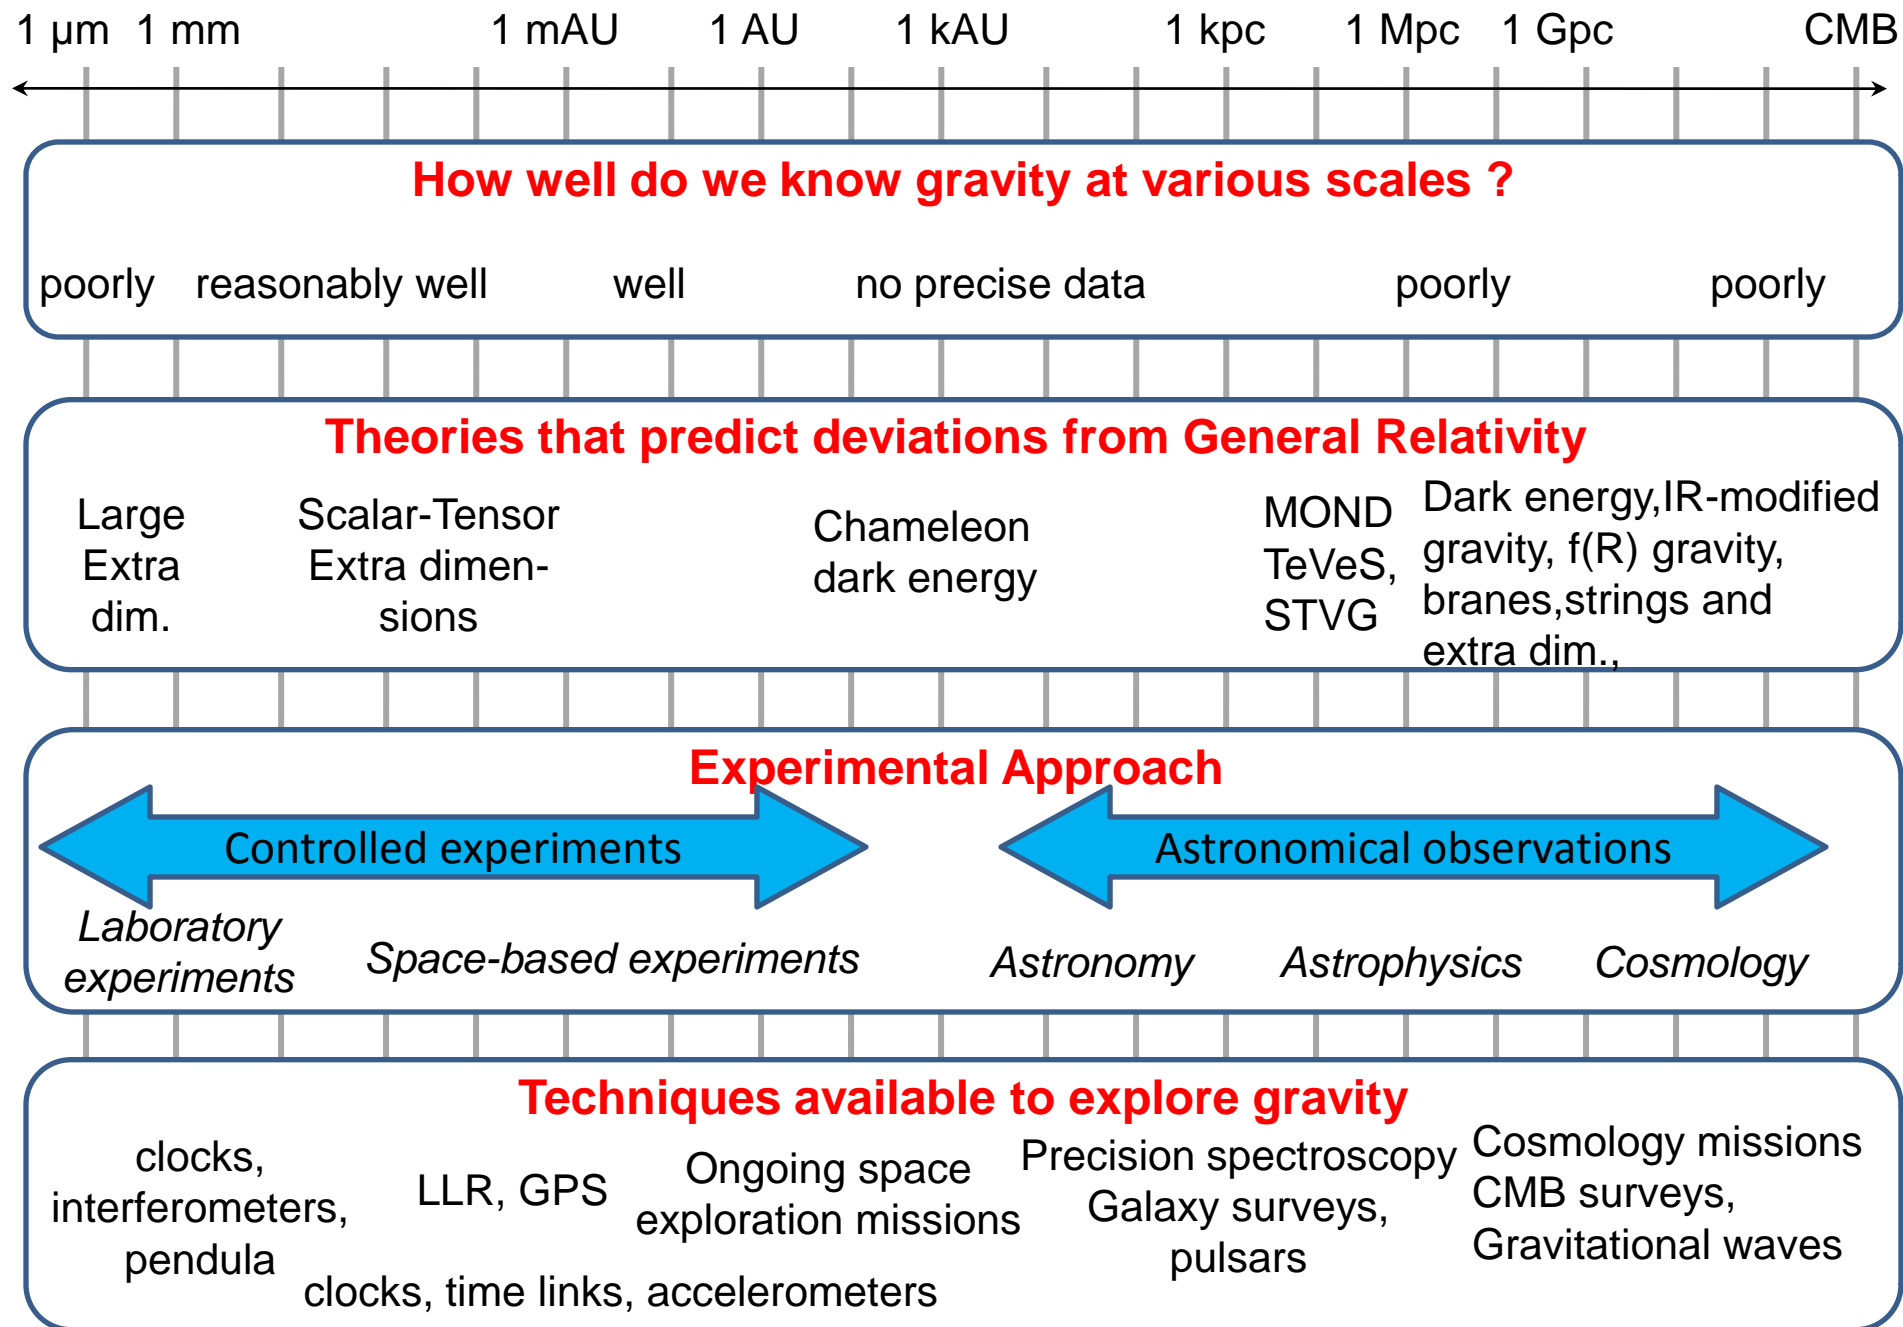 1 μm 1 mm 1 mAU 1 AU 1 kAU 1 kpc 1 Mpc 1 Gpc CMB
How well do we know gravity at various scales ?
poorly reasonably well well no precise data poorly poorly
Theories that predict deviations from General Relativity
Large
Extra
dim.
Scalar-Tensor
Extra dimen-
sions
Chameleon
dark energy
MOND
TeVeS,
STVG
Dark energy,IR-modified
gravity, f(R) gravity,
branes,strings and
extra dim.,
Experimental Approach
Controlled experiments
Astronomical observations
Laboratory
experiments
Space-based experiments
Astronomy
Astrophysics
Cosmology
Techniques available to explore gravity
clocks,
interferometers,
pendula
LLR, GPS
Ongoing space
exploration missions
clocks, time links, accelerometers
Precision spectroscopy
Galaxy surveys,
pulsars
Cosmology missions
CMB surveys,
Gravitational waves